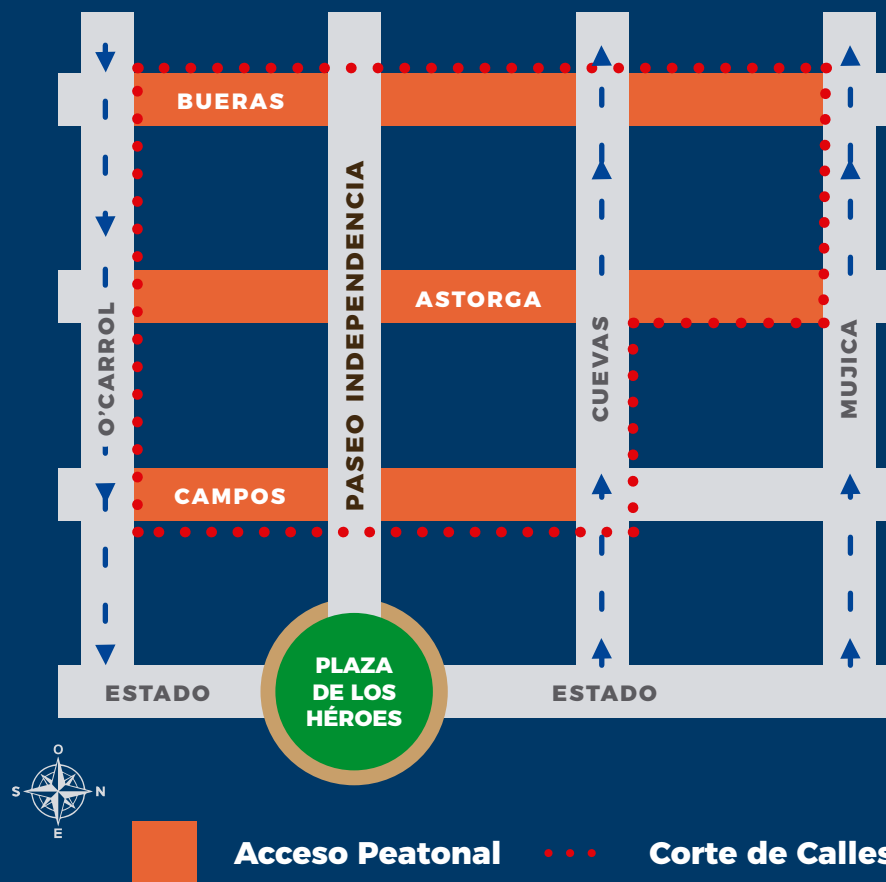 BUERAS
PASEO INDEPENDENCIA
ASTORGA
O'CARROL
CUEVAS
MUJICA
CAMPOS
PLAZA
DE LOS
HÉROES
ESTADO
ESTADO
O
S N
E
Acceso Peatonal
Corte de Calles